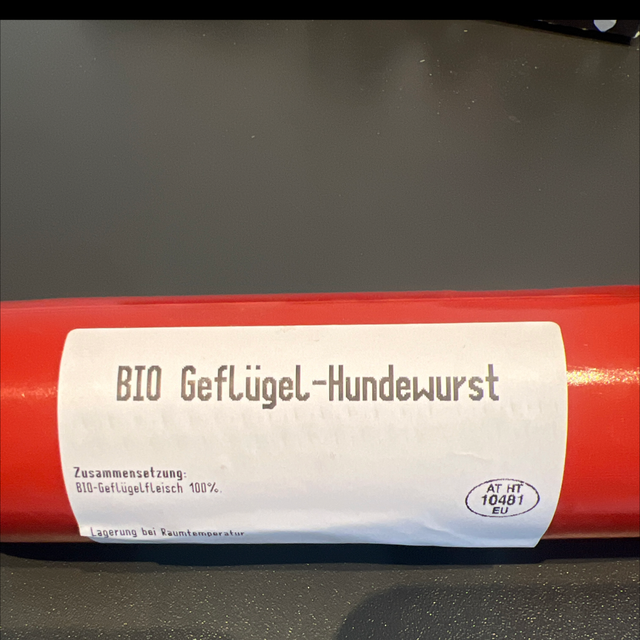 BIO Geflügel-Hundewurst
Zusammensetzung:
BIO-Geflügelfleisch 100%.
AT HT
10481
EU
Lagerung bei Raumtemperatur